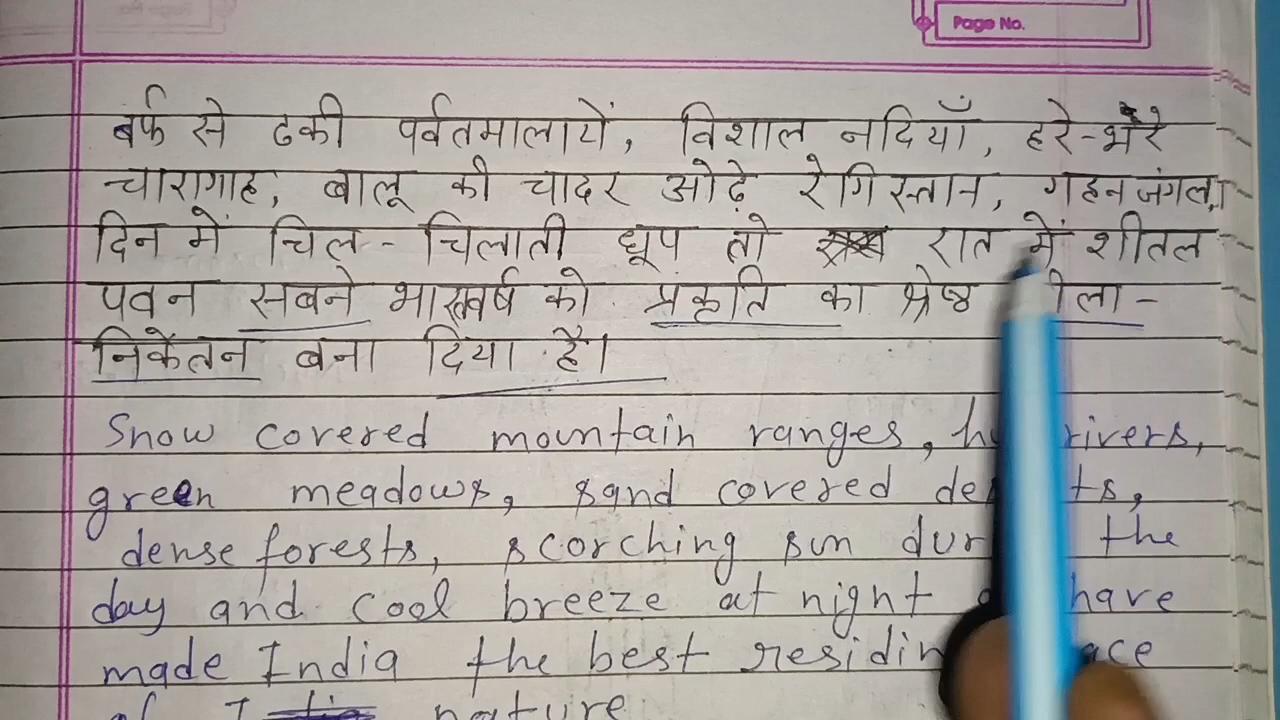 Page No.
बर्फ से ढकी पर्वतमालायें, विशाल नदियाँ, हरे-भरे
चारागाह, बालू की चादर ओढ़े रेगिस्तान, गहन जंगल,
दिन में चिल-चिलाती धूप तो रात में शीतल
पवन सबने भारतवर्ष को प्रकृति का श्रेष्ठ
निकेतन बना दिया है।
Snow covered mountain ranges, rivers,
green meadows, sand covered
dense forests, scorching sun the
day and cool breeze at night have
made India the best
of nature